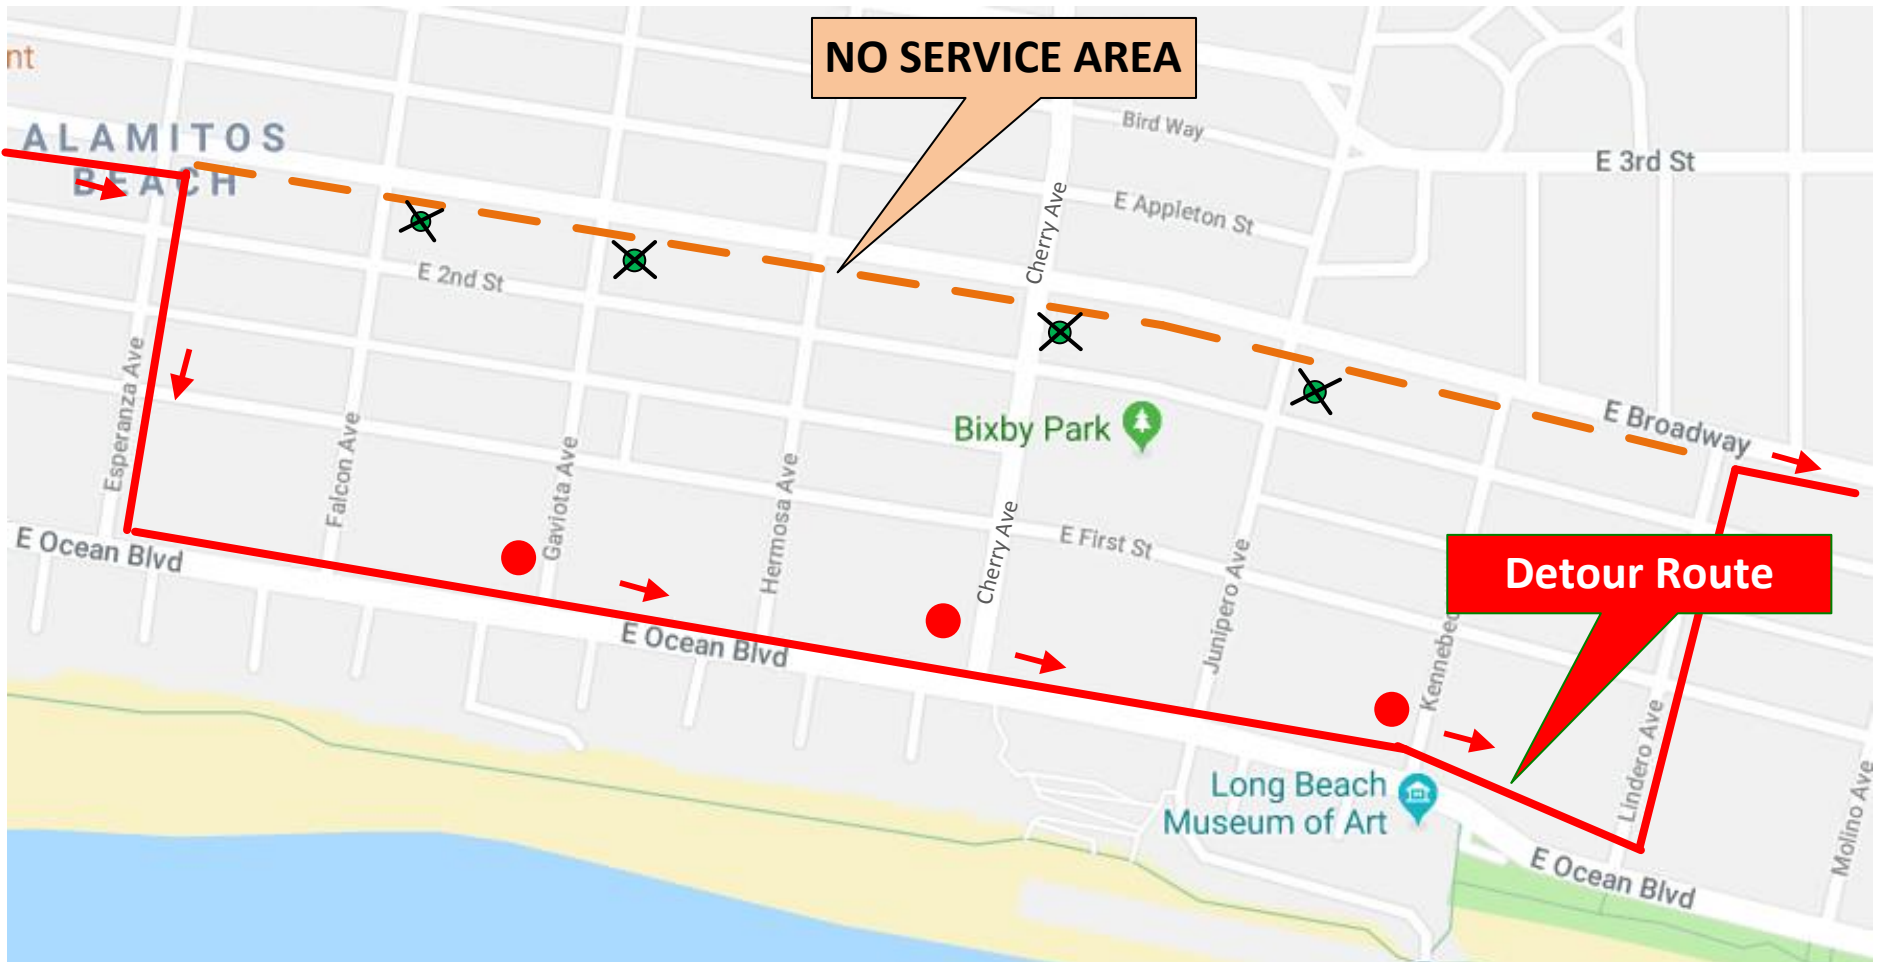 NO SERVICE AREA
nt
ALAMITOS
BEACH
Bird Way
E 3rd St
E Appleton St
Cherry Ave
E 2nd St
Esperanza Ave
Falcon Ave
Gaviota Ave
Hermosa Ave
Bixby Park
E Broadway
Cherry Ave
E First St
Junipero Ave
Kennebec
Detour Route
E Ocean Blvd
E Ocean Blvd
Lindero Ave
Molino Ave
Long Beach
Museum of Art
E Ocean Blvd